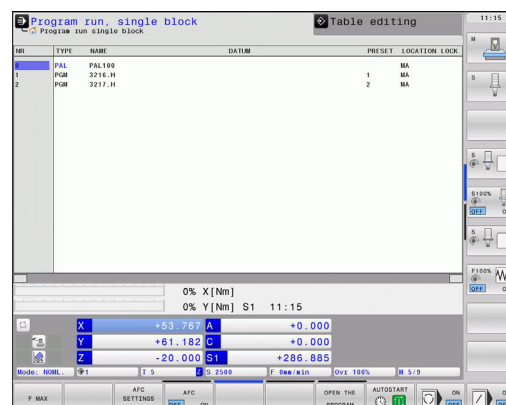 Program run, single block
Program run single block
Table editing
11:15
NR TYPE NAME DATUM PRESET LOCATION LOCK
0 PAL PAL100 MA
1 PGM 3216.H 1 MA
2 PGM 3217.H 2 MA
M
S
S
S100%
OFF
S
F100% W
OFF
0% X[Nm]
0% Y[Nm] S1 11:15
X +53.767 A +0.000
Y +61.182 C +0.000
Z -20.000 S1 +286.885
Mode: NOML. 1 T 5 Z S 2500 F 0mm/min Ovr 100% M 5/9
F MAX
AFC SETTINGS
AFC
OFF ON
OPEN THE PROGRAM
AUTOSTART
ON